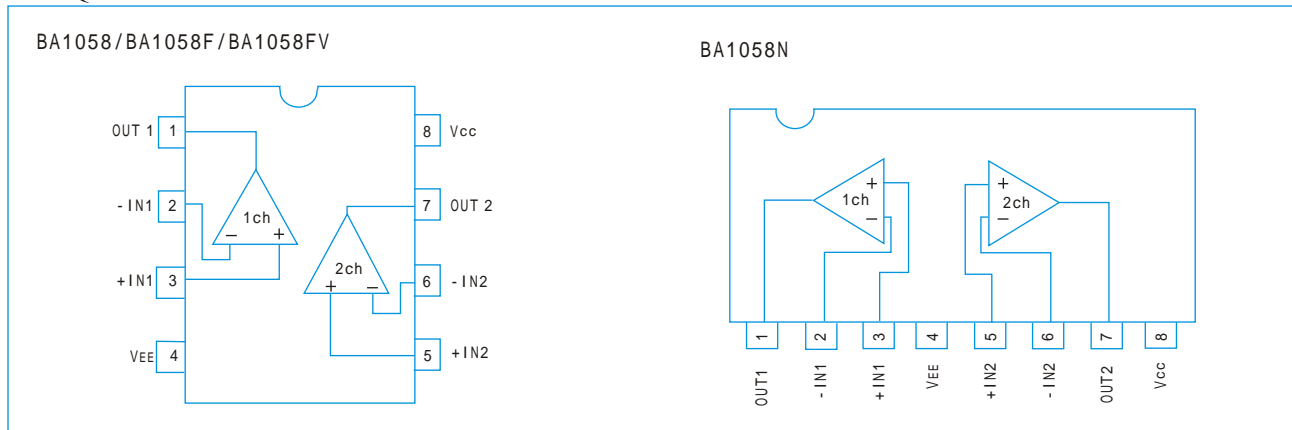 BA1058/BA1058F/BA1058FV
OUT 1 1
8 Vcc
-IN1 2
7 OUT 2
1ch
- +
+IN1 3
6 -IN2
2ch
+ -
VEE 4
5 +IN2
BA1058N
1ch
+
-
2ch
+
-
1 2 3 4 5 6 7 8
OUT1 -IN1 +IN1 VEE +IN2 -IN2 OUT2 Vcc